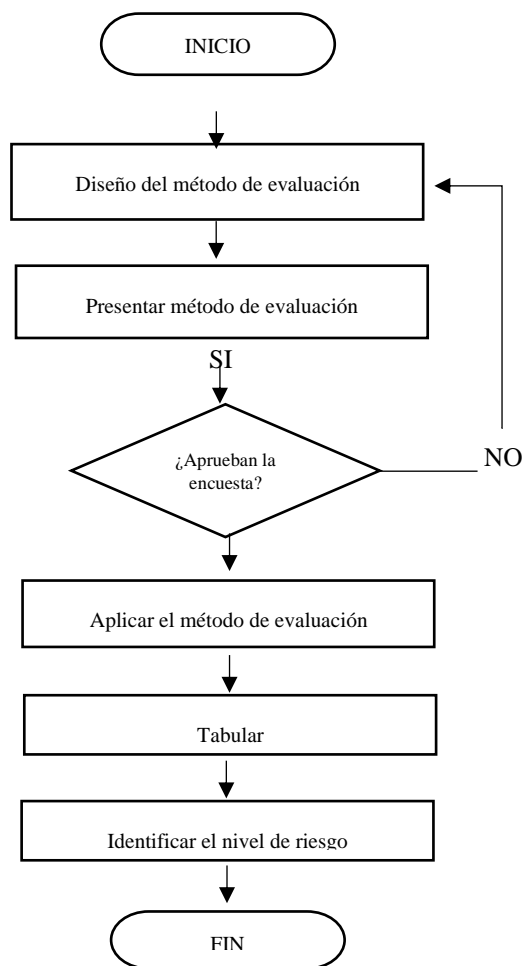 INICIO
Diseño del método de evaluación
Presentar método de evaluación
SI
¿Aprueban la
encuesta?
NO
Aplicar el método de evaluación
Tabular
Identificar el nivel de riesgo
FIN